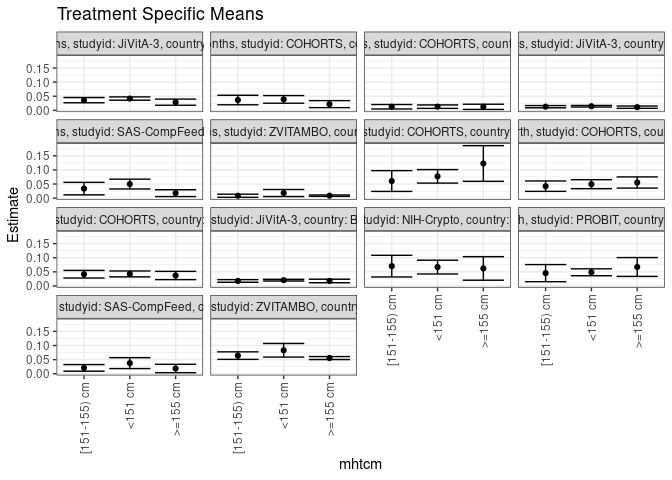 Treatment Specific Means
ns, studyid: JiVitA-3, country
onths, studyid: COHORTS, co
s, studyid: COHORTS, count
s, studyid: JiVitA-3, country
0.15
0.10
0.05
0.00
ns, studyid: SAS-CompFeed
s, studyid: ZVITAMBO, coun
studyid: COHORTS, country
rth, studyid: COHORTS, cou
0.15
0.10
0.05
0.00
studyid: COHORTS, country:
studyid: JiVitA-3, country: B
tudyid: NIH-Crypto, country:
h, studyid: PROBIT, country
0.15
0.10
0.05
0.00
studyid: SAS-CompFeed, c
studyid: ZVITAMBO, country
0.15
0.10
0.05
0.00
Estimate
[151-155) cm
<151 cm
>=155 cm
[151-155) cm
<151 cm
>=155 cm
[151-155) cm
<151 cm
>=155 cm
[151-155) cm
<151 cm
>=155 cm
mhtcm